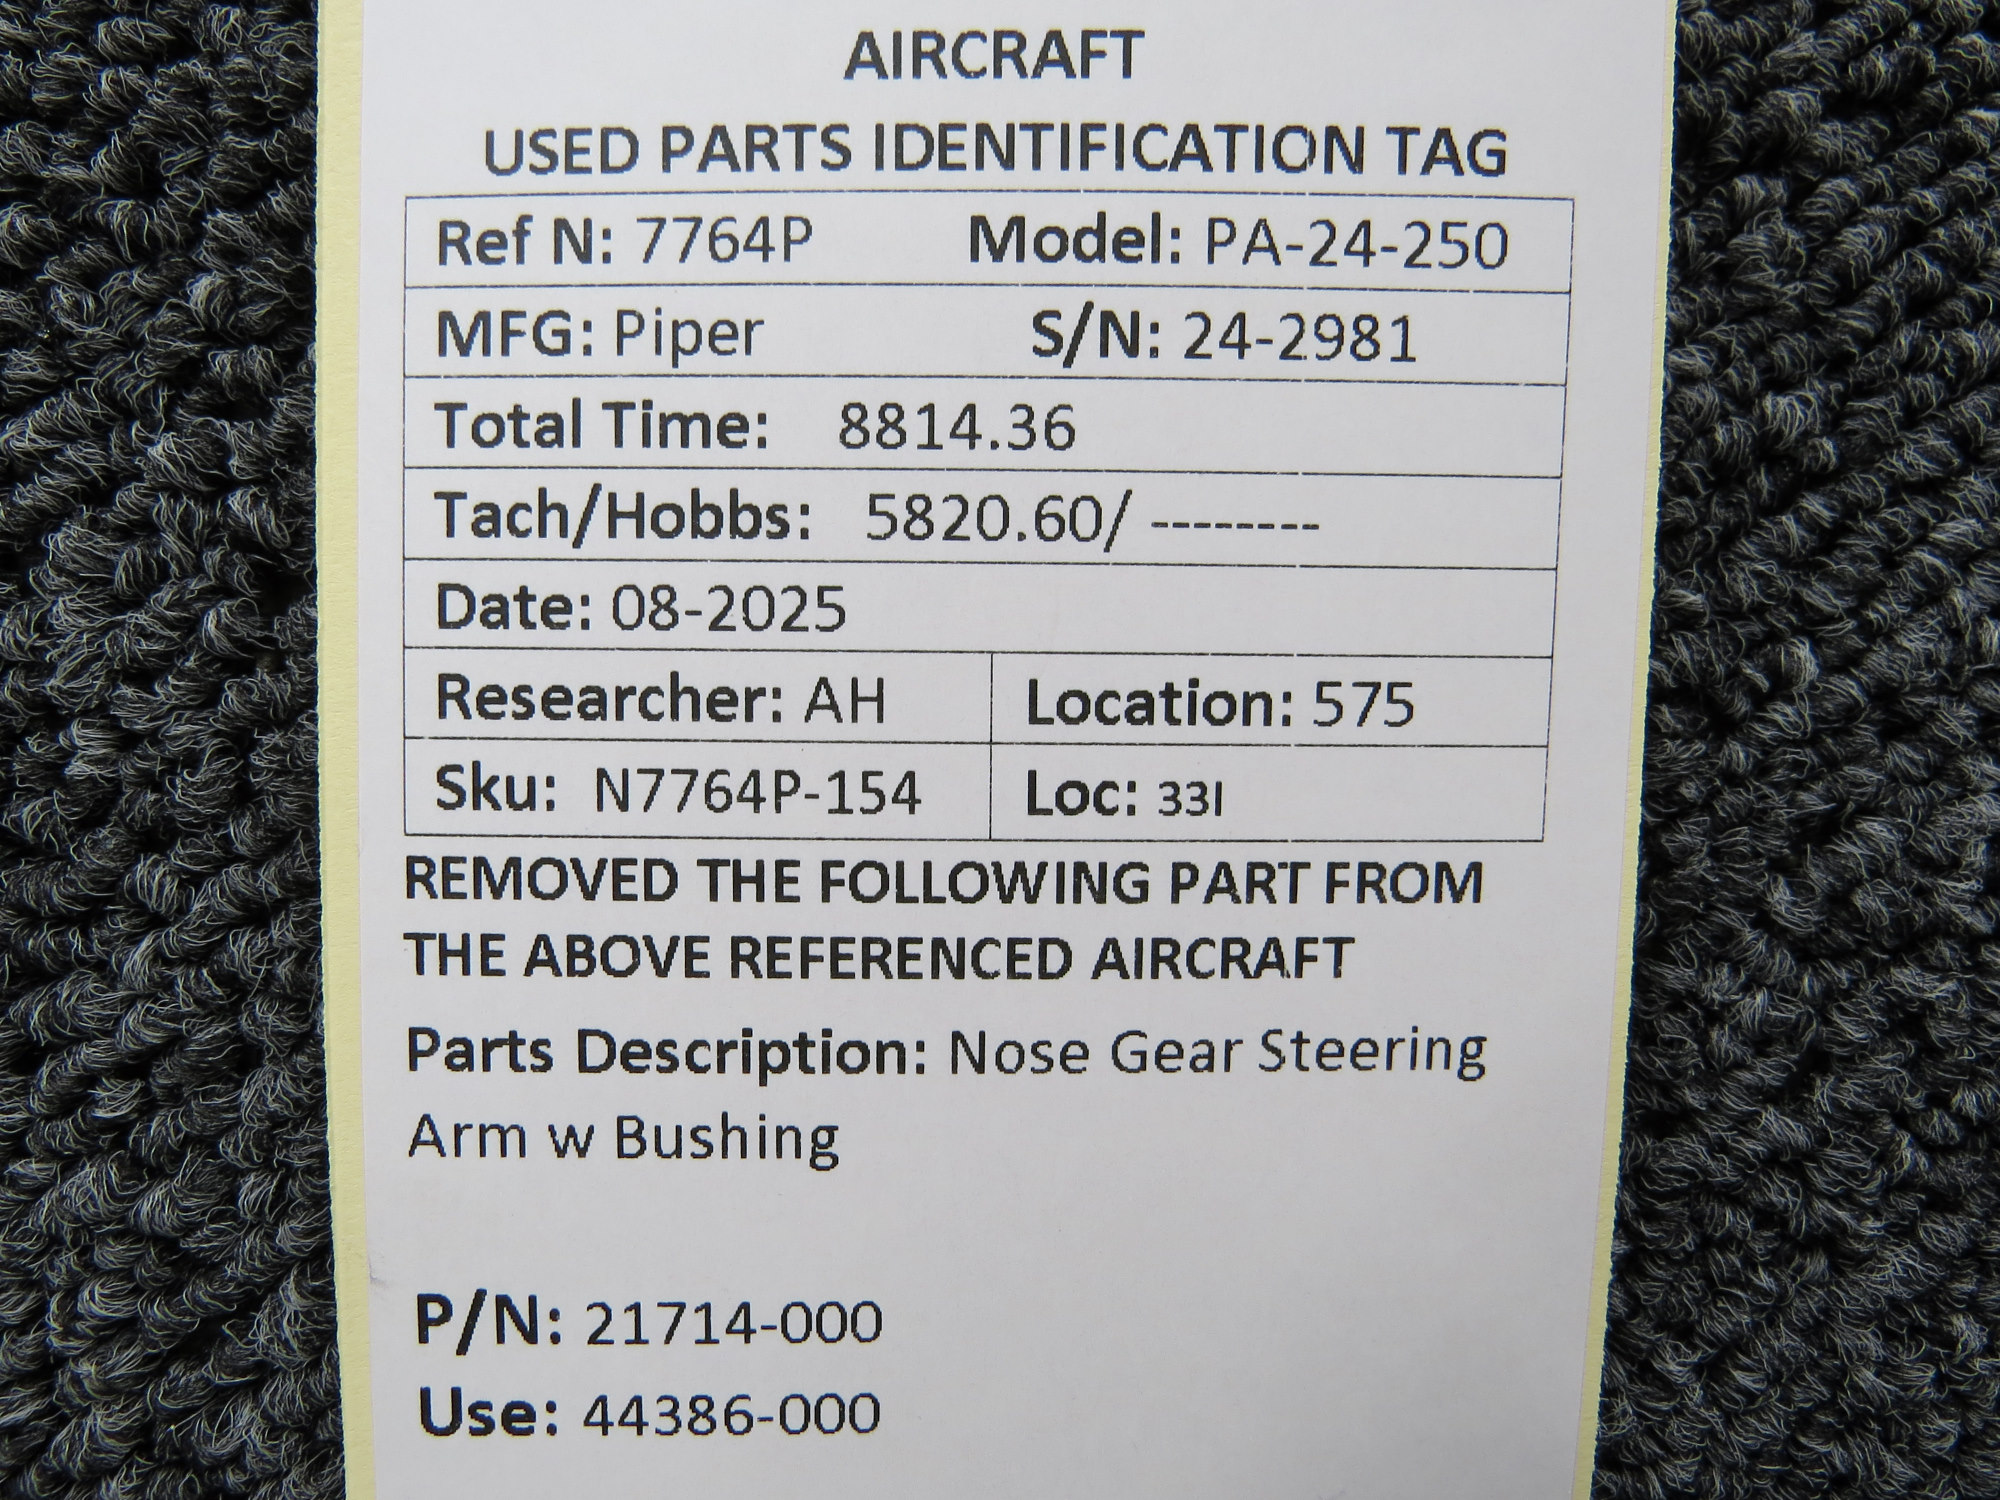 AIRCRAFT
USED PARTS IDENTIFICATION TAG
Ref N: 7764P Model: PA-24-250
MFG: Piper S/N: 24-2981
Total Time: 8814.36
Tach/Hobbs: 5820.60/ --------
Date: 08-2025
Researcher: AH Location: 575
Sku: N7764P-154 Loc: 33I
REMOVED THE FOLLOWING PART FROM
THE ABOVE REFERENCED AIRCRAFT
Parts Description: Nose Gear Steering
Arm w Bushing
P/N: 21714-000
Use: 44386-000